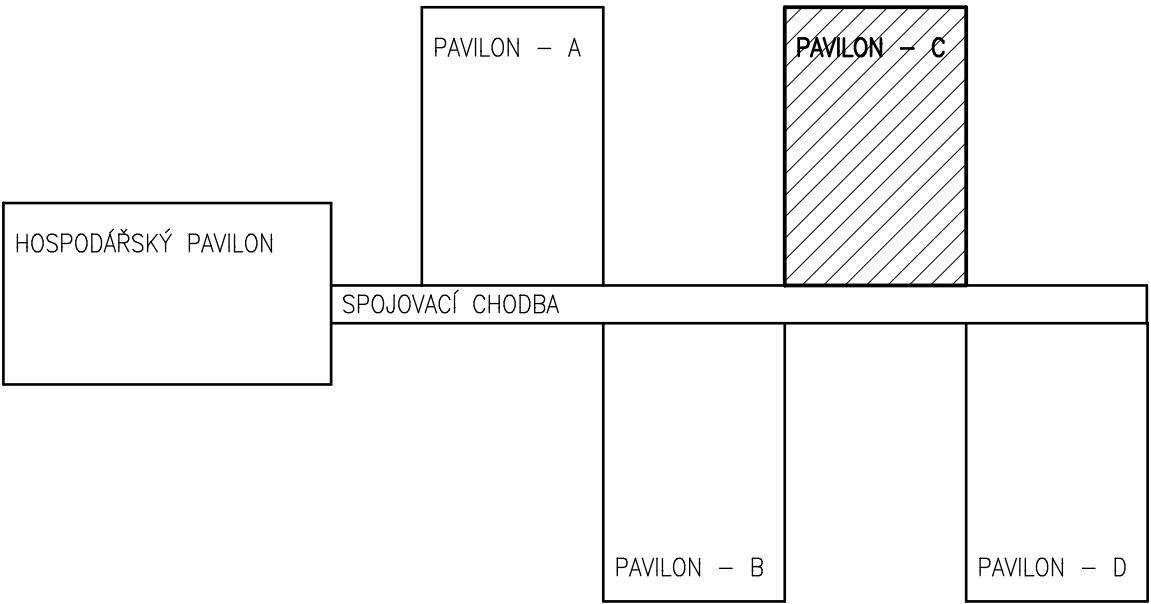 PAVILON - A
PAVILON - C
HOSPODÁŘSKÝ PAVILON
SPOJOVACÍ CHODBA
PAVILON - B
PAVILON - D